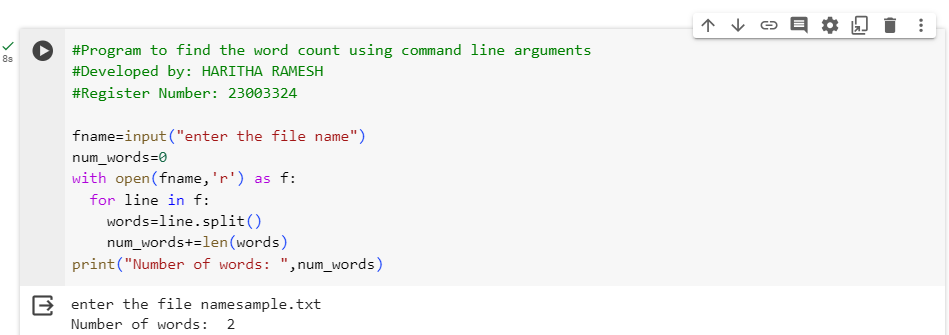 8s
#Program to find the word count using command line arguments
#Developed by: HARITHA RAMESH
#Register Number: 23003324

fname=input("enter the file name")
num_words=0
with open(fname,'r') as f:
  for line in f:
    words=line.split()
    num_words+=len(words)
print("Number of words: ",num_words)
enter the file namesample.txt
Number of words:  2